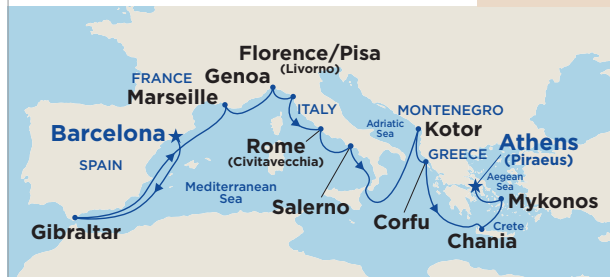 Florence/Pisa
(Livorno)
FRANCE
Genoa
Marseille
ITALY
MONTENEGRO
Adriatic
Sea
Kotor
Barcelona
Rome
(Civitavecchia)
GREECE
Athens
(Piraeus)
SPAIN
Aegean
Sea
Mediterranean
Sea
Salerno
Mykonos
Corfu
Gibraltar
Crete
Chania